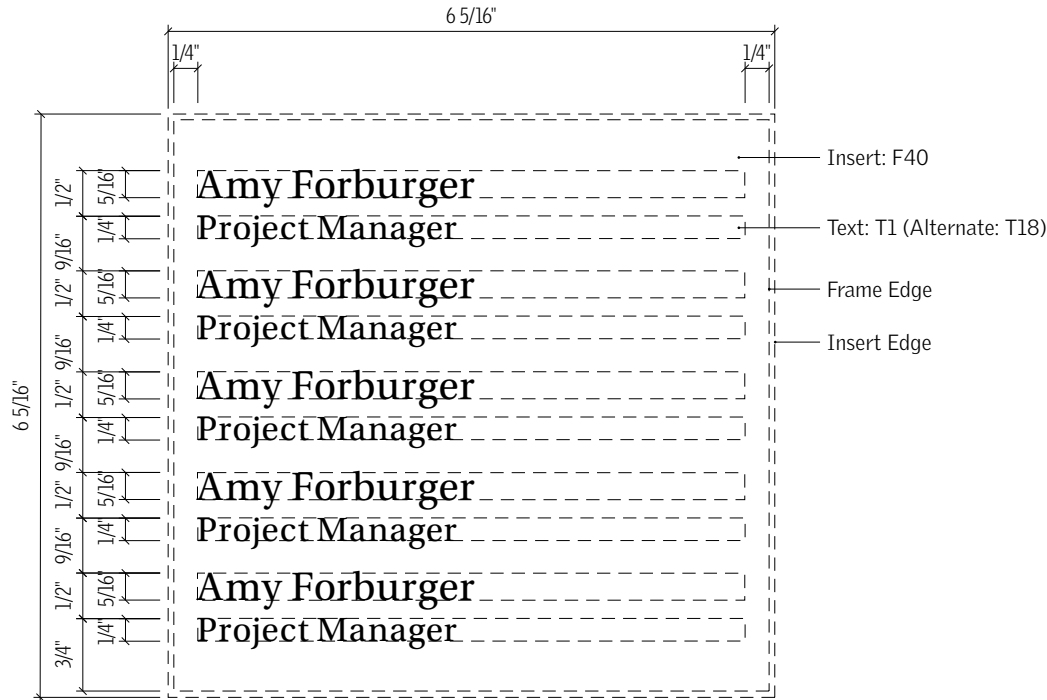 6 5/16"
1/4" 1/4"
Insert: F40
1/2" 5/16" Amy Forburger
9/16" 1/4" Project Manager Text: T1 (Alternate: T18)
1/2" 5/16" Amy Forburger Frame Edge
9/16" 1/4" Project Manager Insert Edge
6 5/16" 1/2" 5/16" Amy Forburger
9/16" 1/4" Project Manager
1/2" 5/16" Amy Forburger
9/16" 1/4" Project Manager
1/2" 5/16" Amy Forburger
3/4" 1/4" Project Manager